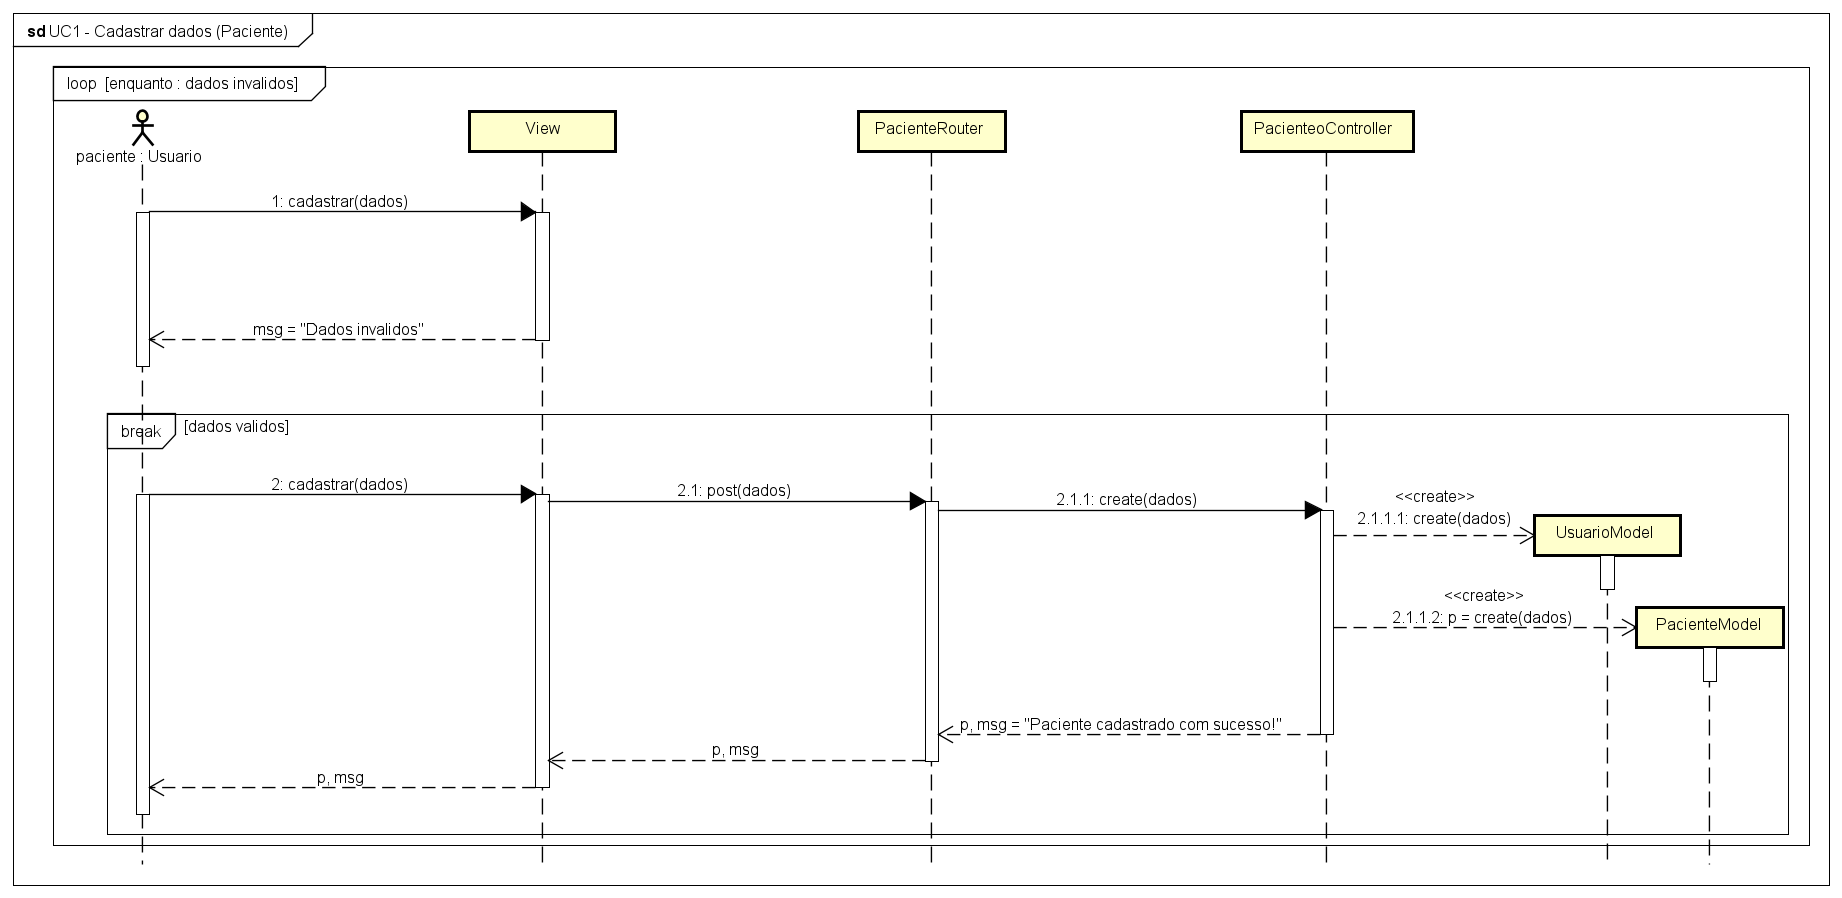 sd UC1 - Cadastrar dados (Paciente)
loop [enquanto : dados invalidos]
paciente : Usuario
View
PacienteRouter
PacienteoController
1: cadastrar(dados)
msg = "Dados invalidos"
break [dados validos]
2: cadastrar(dados)
2.1: post(dados)
2.1.1: create(dados)
<<create>>
2.1.1.1: create(dados)
UsuarioModel
<<create>>
2.1.1.2: p = create(dados)
PacienteModel
p, msg = "Paciente cadastrado com sucesso!"
p, msg
p, msg